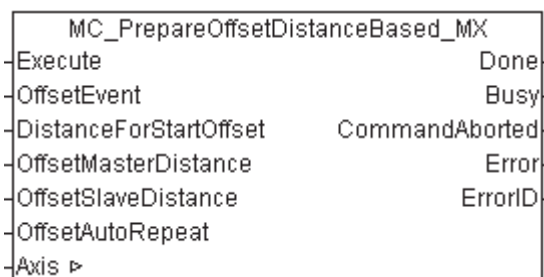 MC_PrepareOffsetDistanceBased_MX
Execute Done
OffsetEvent Busy
DistanceForStartOffset CommandAborted
OffsetMasterDistance Error
OffsetSlaveDistance ErrorID
OffsetAutoRepeat
Axis ▷